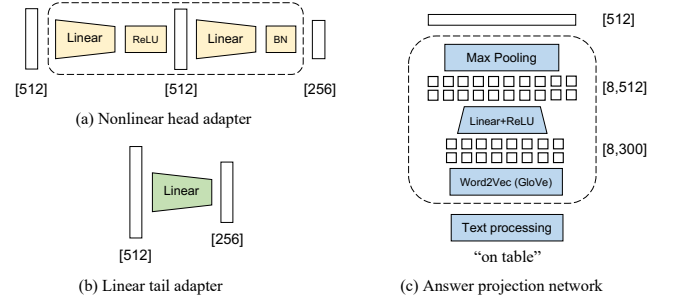 Linear
ReLU
Linear
BN
[512]
[512]
[256]
(a) Nonlinear head adapter
Linear
[512]
[256]
(b) Linear tail adapter
[512]
Max Pooling
[8,512]
Linear+ReLU
[8,300]
Word2Vec (GloVe)
Text processing
“on table”
(c) Answer projection network